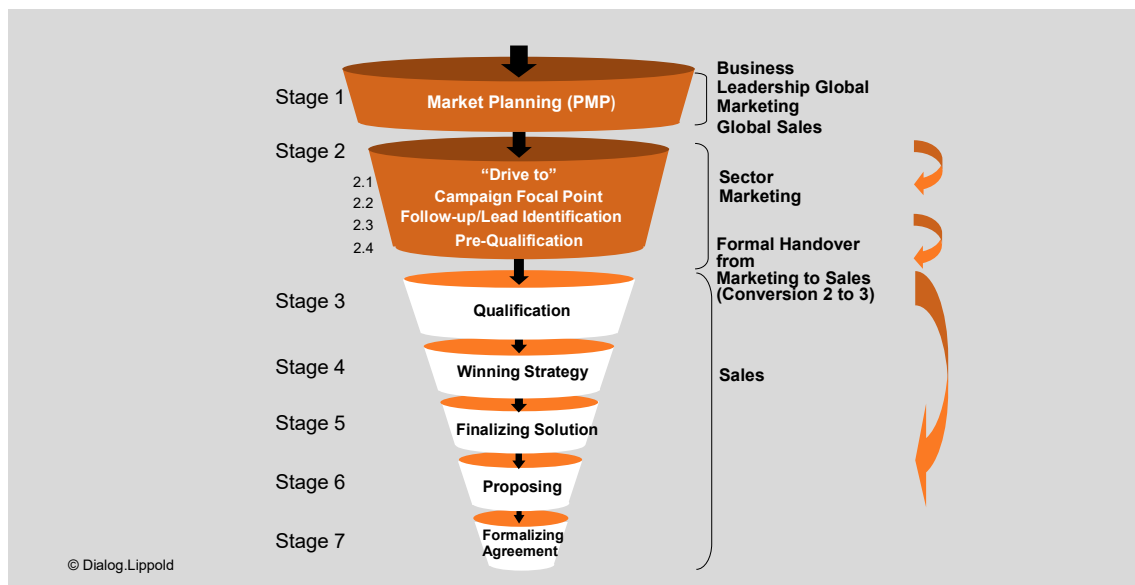 Stage 1
Market Planning (PMP)
Business
Leadership Global
Marketing
Global Sales
Stage 2
2.1
2.2
2.3
2.4
“Drive to”
Campaign Focal Point
Follow-up/Lead Identification
Pre-Qualification
Sector
Marketing
Formal Handover
from
Marketing to Sales
(Conversion 2 to 3)
Stage 3
Qualification
Stage 4
Winning Strategy
Sales
Stage 5
Finalizing Solution
Stage 6
Proposing
Stage 7
Formalizing
Agreement
© Dialog.Lippold